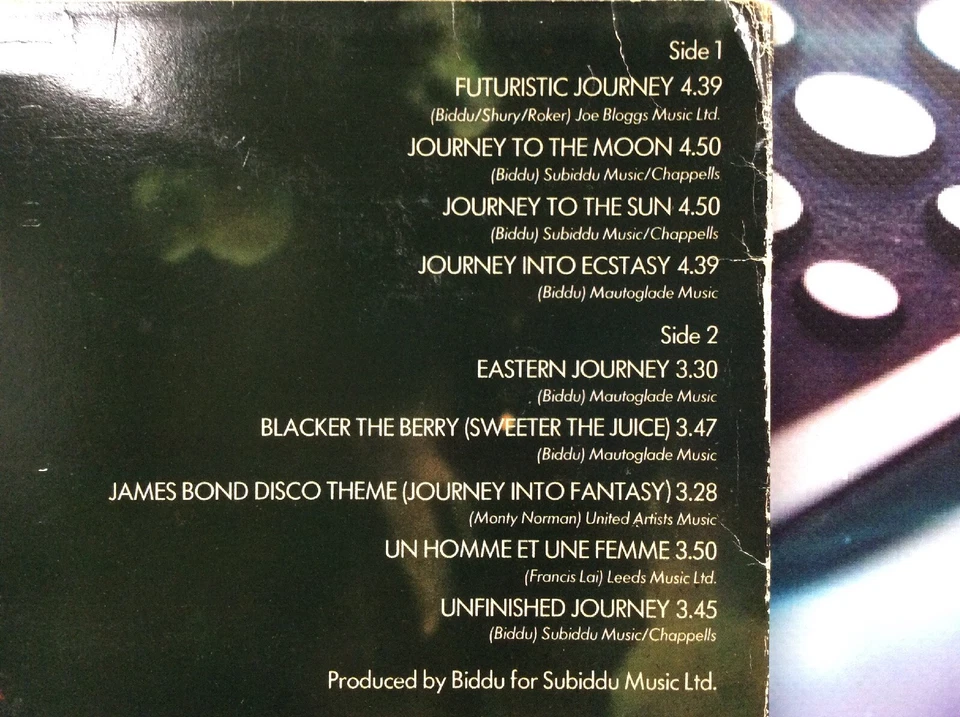 Side 1
FUTURISTIC JOURNEY 4.39
(Biddu/Shury/Roker) Joe Bloggs Music Ltd.
JOURNEY TO THE MOON 4.50
(Biddu) Subiddu Music/Chappells
JOURNEY TO THE SUN 4.50
(Biddu) Subiddu Music/Chappells
JOURNEY INTO ECSTASY 4.39
(Biddu) Mautoglade Music
Side 2
EASTERN JOURNEY 3.30
(Biddu) Mautoglade Music
BLACKER THE BERRY (SWEETER THE JUICE) 3.47
(Biddu) Mautoglade Music
JAMES BOND DISCO THEME (JOURNEY INTO FANTASY) 3.28
(Monty Norman) United Artists Music
UN HOMME ET UNE FEMME 3.50
(Francis Lai) Leeds Music Ltd.
UNFINISHED JOURNEY 3.45
(Biddu) Subiddu Music/Chappells
Produced by Biddu for Subiddu Music Ltd.